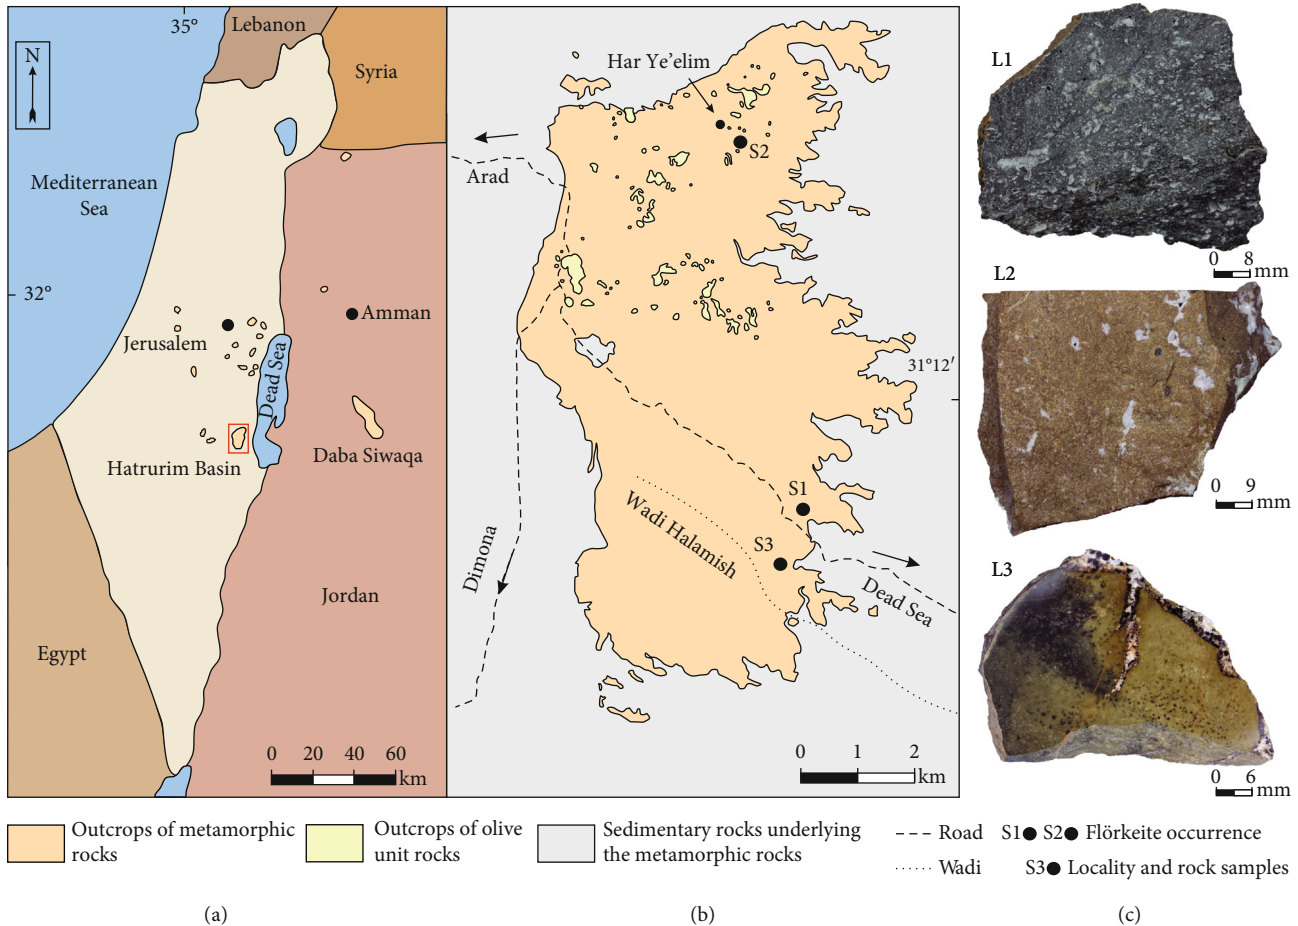 35°
Lebanon
N
Syria
Mediterranean
Sea
32°
Amman
Jerusalem
Dead Sea
Daba Siwaqa
Hatrurim Basin
Jordan
Egypt
0 20 40 60
km
Har Ye'elim
S2
Arad
31°12′
S1
Wadi Halamish
S3
Dimona
Dead Sea
0 1 2
km
L1
0 8
mm
L2
0 9
mm
L3
0 6
mm
Outcrops of metamorphic
rocks
Outcrops of olive
unit rocks
Sedimentary rocks underlying
the metamorphic rocks
Road
Wadi
S1 S2 Flörkeite occurrence
S3 Locality and rock samples
(a)
(b)
(c)